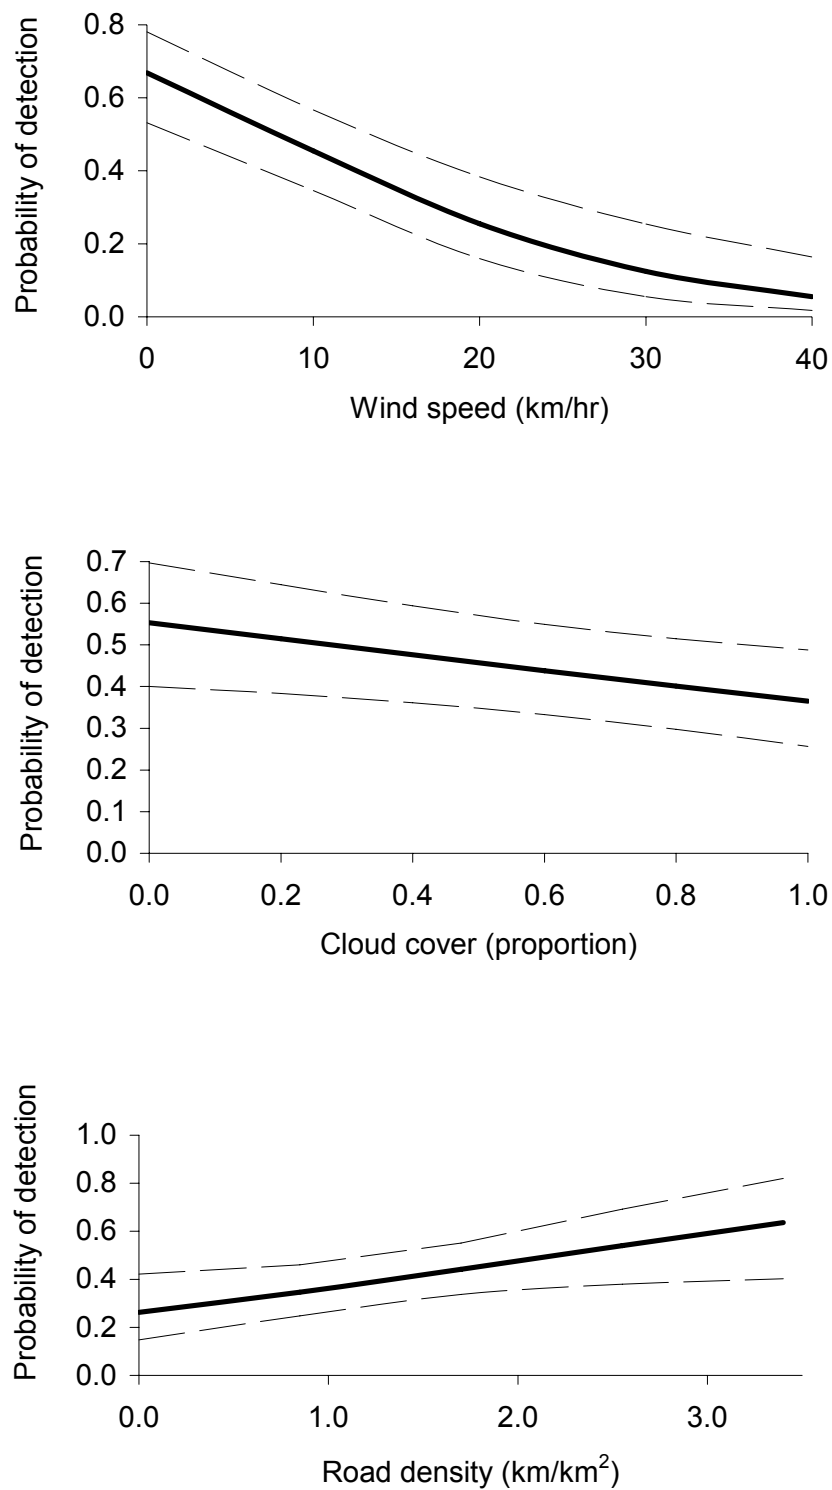 Probability of detection
0.8
0.6
0.4
0.2
0.0
0 10 20 30 40
Wind speed (km/hr)
Probability of detection
0.7
0.6
0.5
0.4
0.3
0.2
0.1
0.0
0.0 0.2 0.4 0.6 0.8 1.0
Cloud cover (proportion)
Probability of detection
1.0
0.8
0.6
0.4
0.2
0.0
0.0 1.0 2.0 3.0
Road density (km/km²)